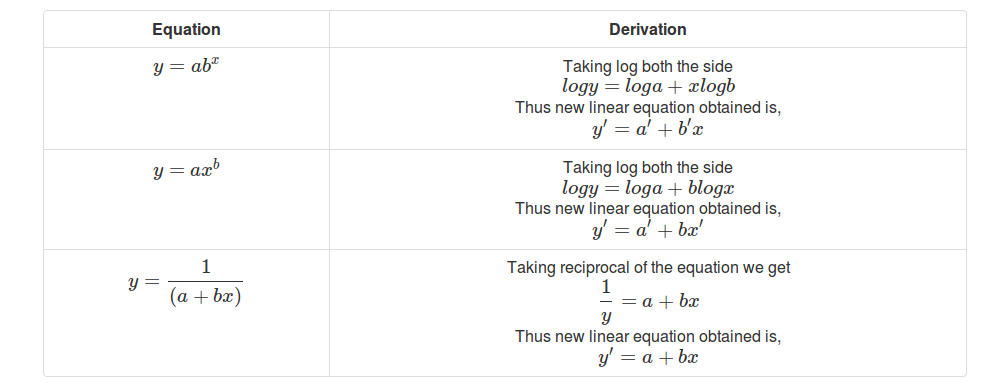 Equation Derivation
y = ab^x
Taking log both the side
logy = loga + xlogb
Thus new linear equation obtained is,
y′ = a′ + b′x
y = ax^b
Taking log both the side
logy = loga + blogx
Thus new linear equation obtained is,
y′ = a′ + bx′
y = 1/(a + bx)
Taking reciprocal of the equation we get
1/y = a + bx
Thus new linear equation obtained is,
y′ = a + bx